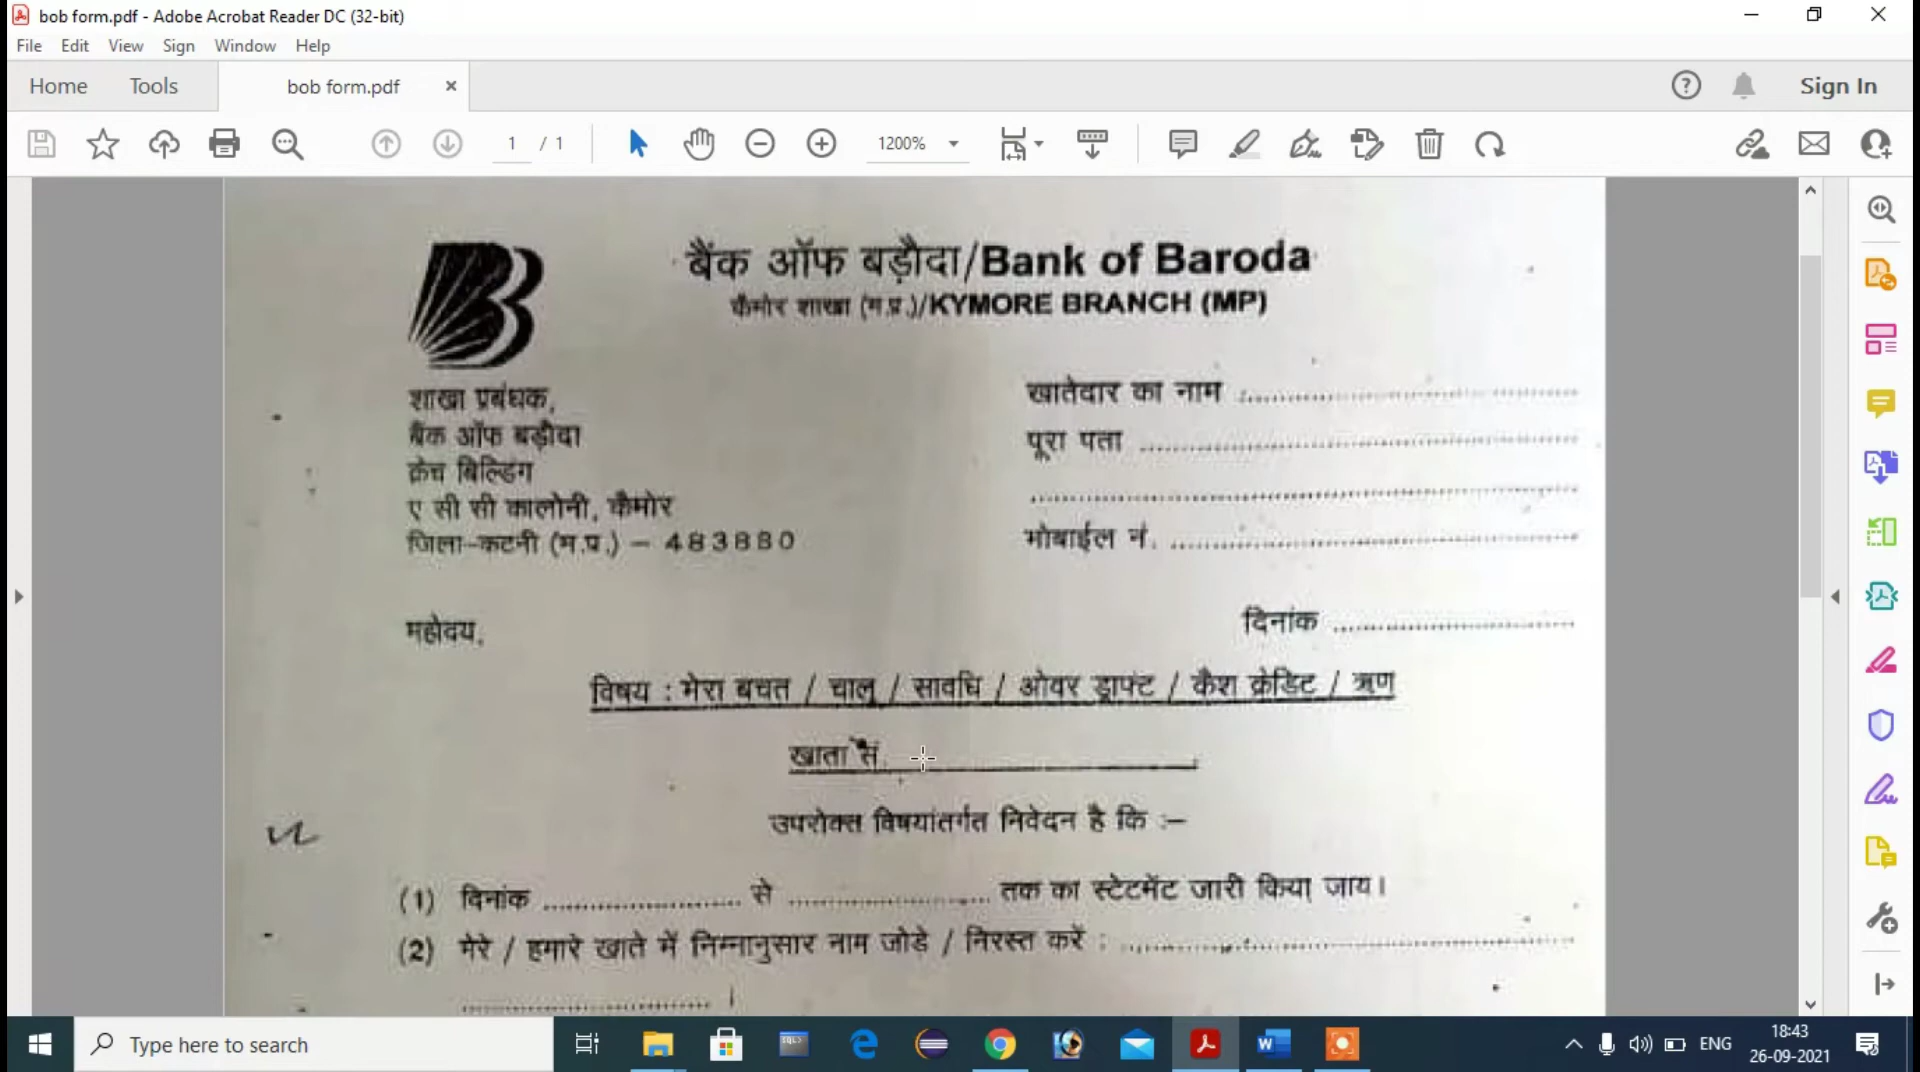 bob form.pdf - Adobe Acrobat Reader DC (32-bit)
File Edit View Sign Window Help
Home Tools bob form.pdf × Sign In
1 / 1 1200%
बैंक ऑफ बड़ौदा/Bank of Baroda
कैमोर शाखा (म.प्र.)/KYMORE BRANCH (MP)
शाखा प्रबंधक,
बैंक ऑफ बड़ौदा
क्रेच बिल्डिंग
ए सी सी कालोनी, कैमोर
जिला-कटनी (म.प्र.) - 483880
खातेदार का नाम :
पूरा पता
मोबाईल नं.
महोदय,
दिनांक
विषय : मेरा बचत / चालू / सावधि / ओवर ड्राफ्ट / कैश क्रेडिट / ऋण
खाता सं.
उपरोक्त विषयांतर्गत निवेदन है कि :-
(1) दिनांक .................... से .................... तक का स्टेटमेंट जारी किया जाय।
(2) मेरे / हमारे खाते में निम्नानुसार नाम जोडे / निरस्त करें :
Type here to search
ENG
18:43
26-09-2021